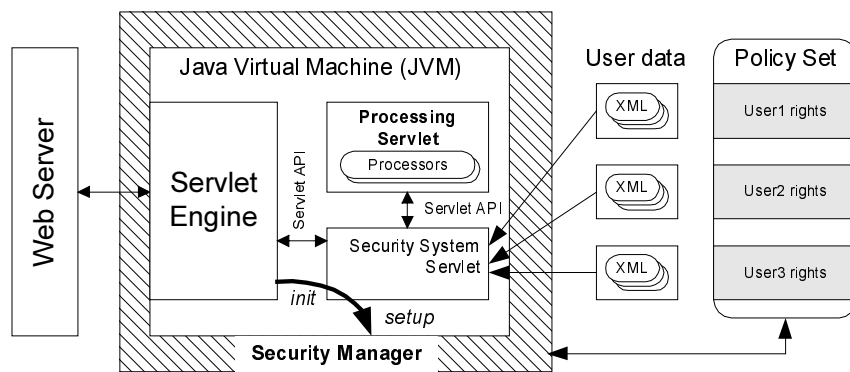 Web Server
Java Virtual Machine (JVM)
Servlet
Engine
Servlet API
Processing
Servlet
Processors
Servlet API
Security System
Servlet
init
setup
Security Manager
User data
XML
XML
XML
Policy Set
User1 rights
User2 rights
User3 rights